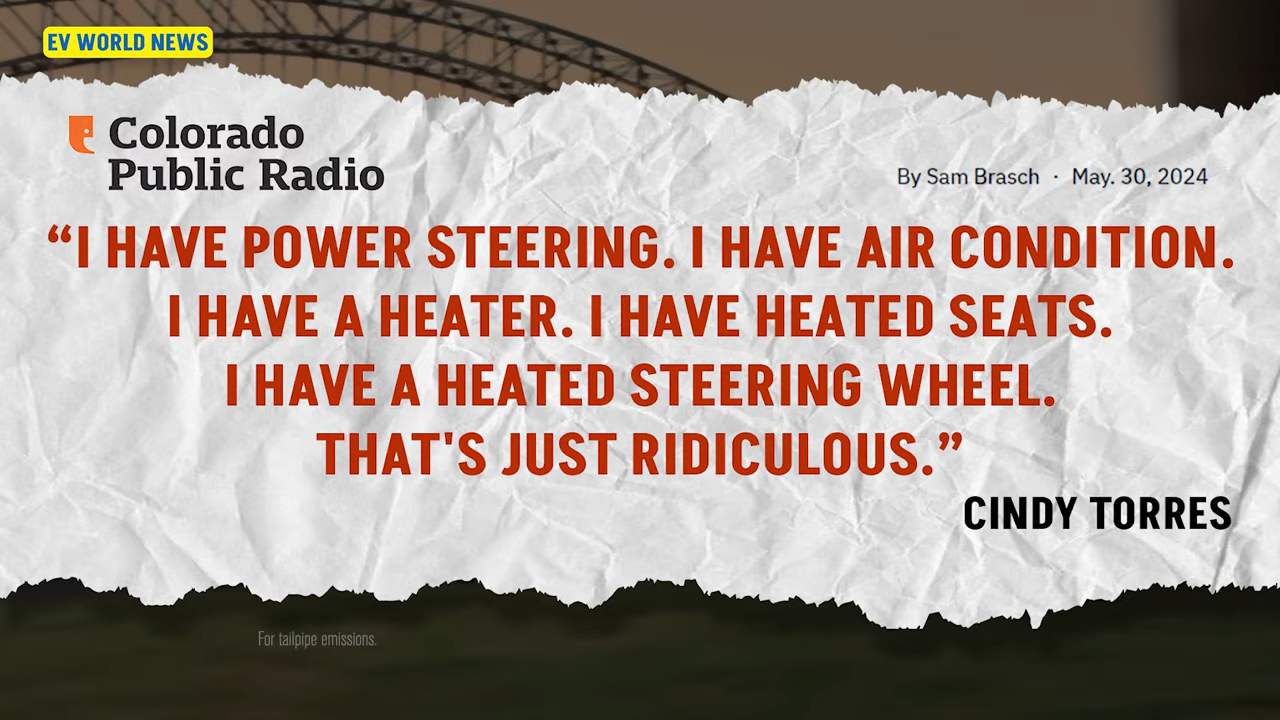 EV WORLD NEWS
Colorado
Public Radio
By Sam Brasch · May. 30, 2024
“I HAVE POWER STEERING. I HAVE AIR CONDITION.
I HAVE A HEATER. I HAVE HEATED SEATS.
I HAVE A HEATED STEERING WHEEL.
THAT'S JUST RIDICULOUS.”
CINDY TORRES
For tailpipe emissions.